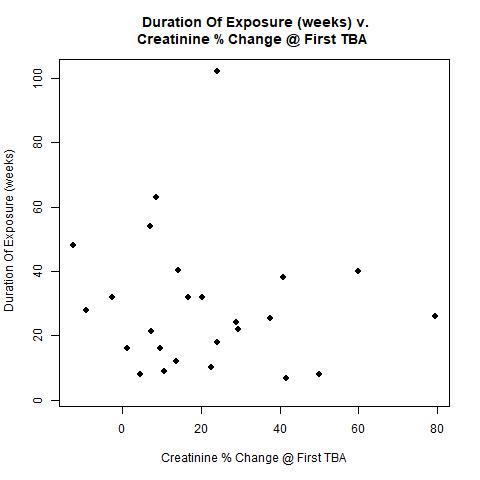 Duration Of Exposure (weeks) v.
Creatinine % Change @ First TBA
Duration Of Exposure (weeks)
100
80
60
40
20
0
0 20 40 60 80
Creatinine % Change @ First TBA